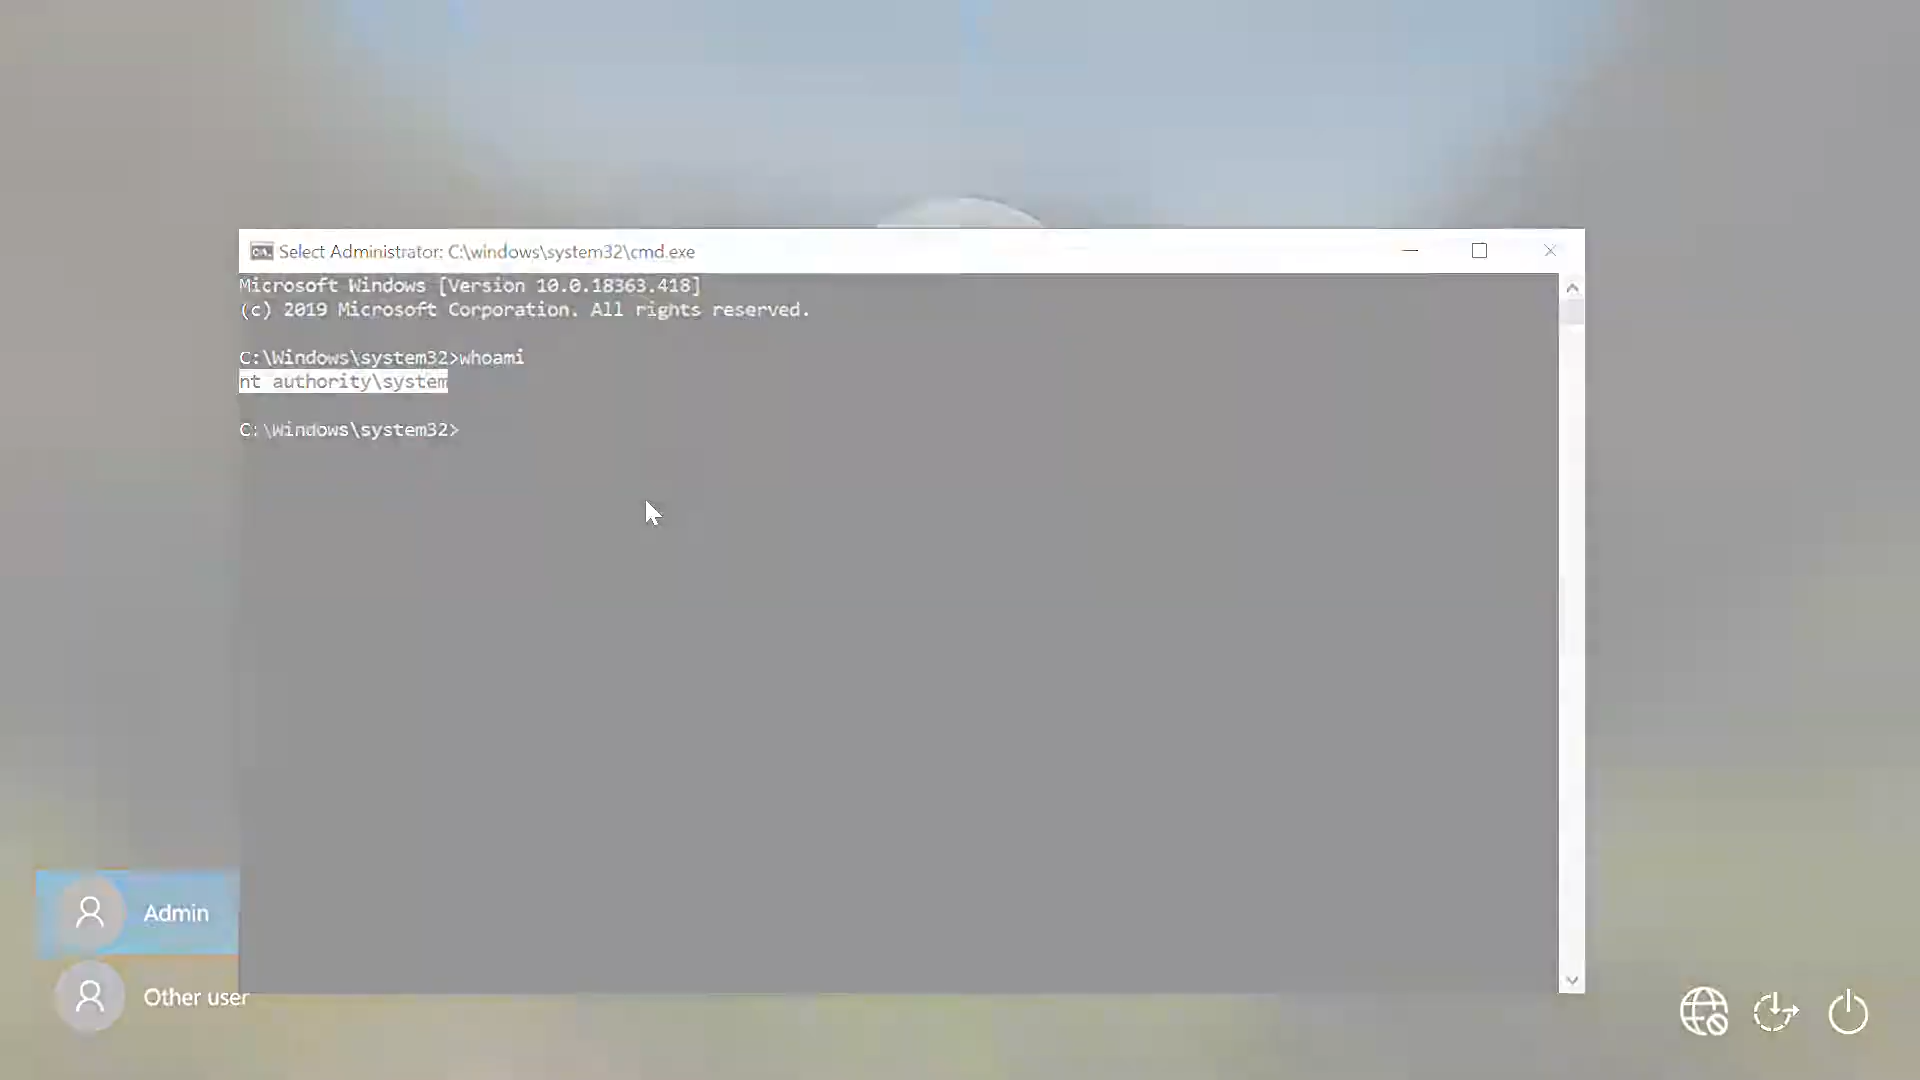 Select Administrator: C:\windows\system32\cmd.exe
Microsoft Windows [Version 10.0.18363.418]
(c) 2019 Microsoft Corporation. All rights reserved.
C:\Windows\system32>whoami
nt authority\system
C:\Windows\system32>
Admin
Other user